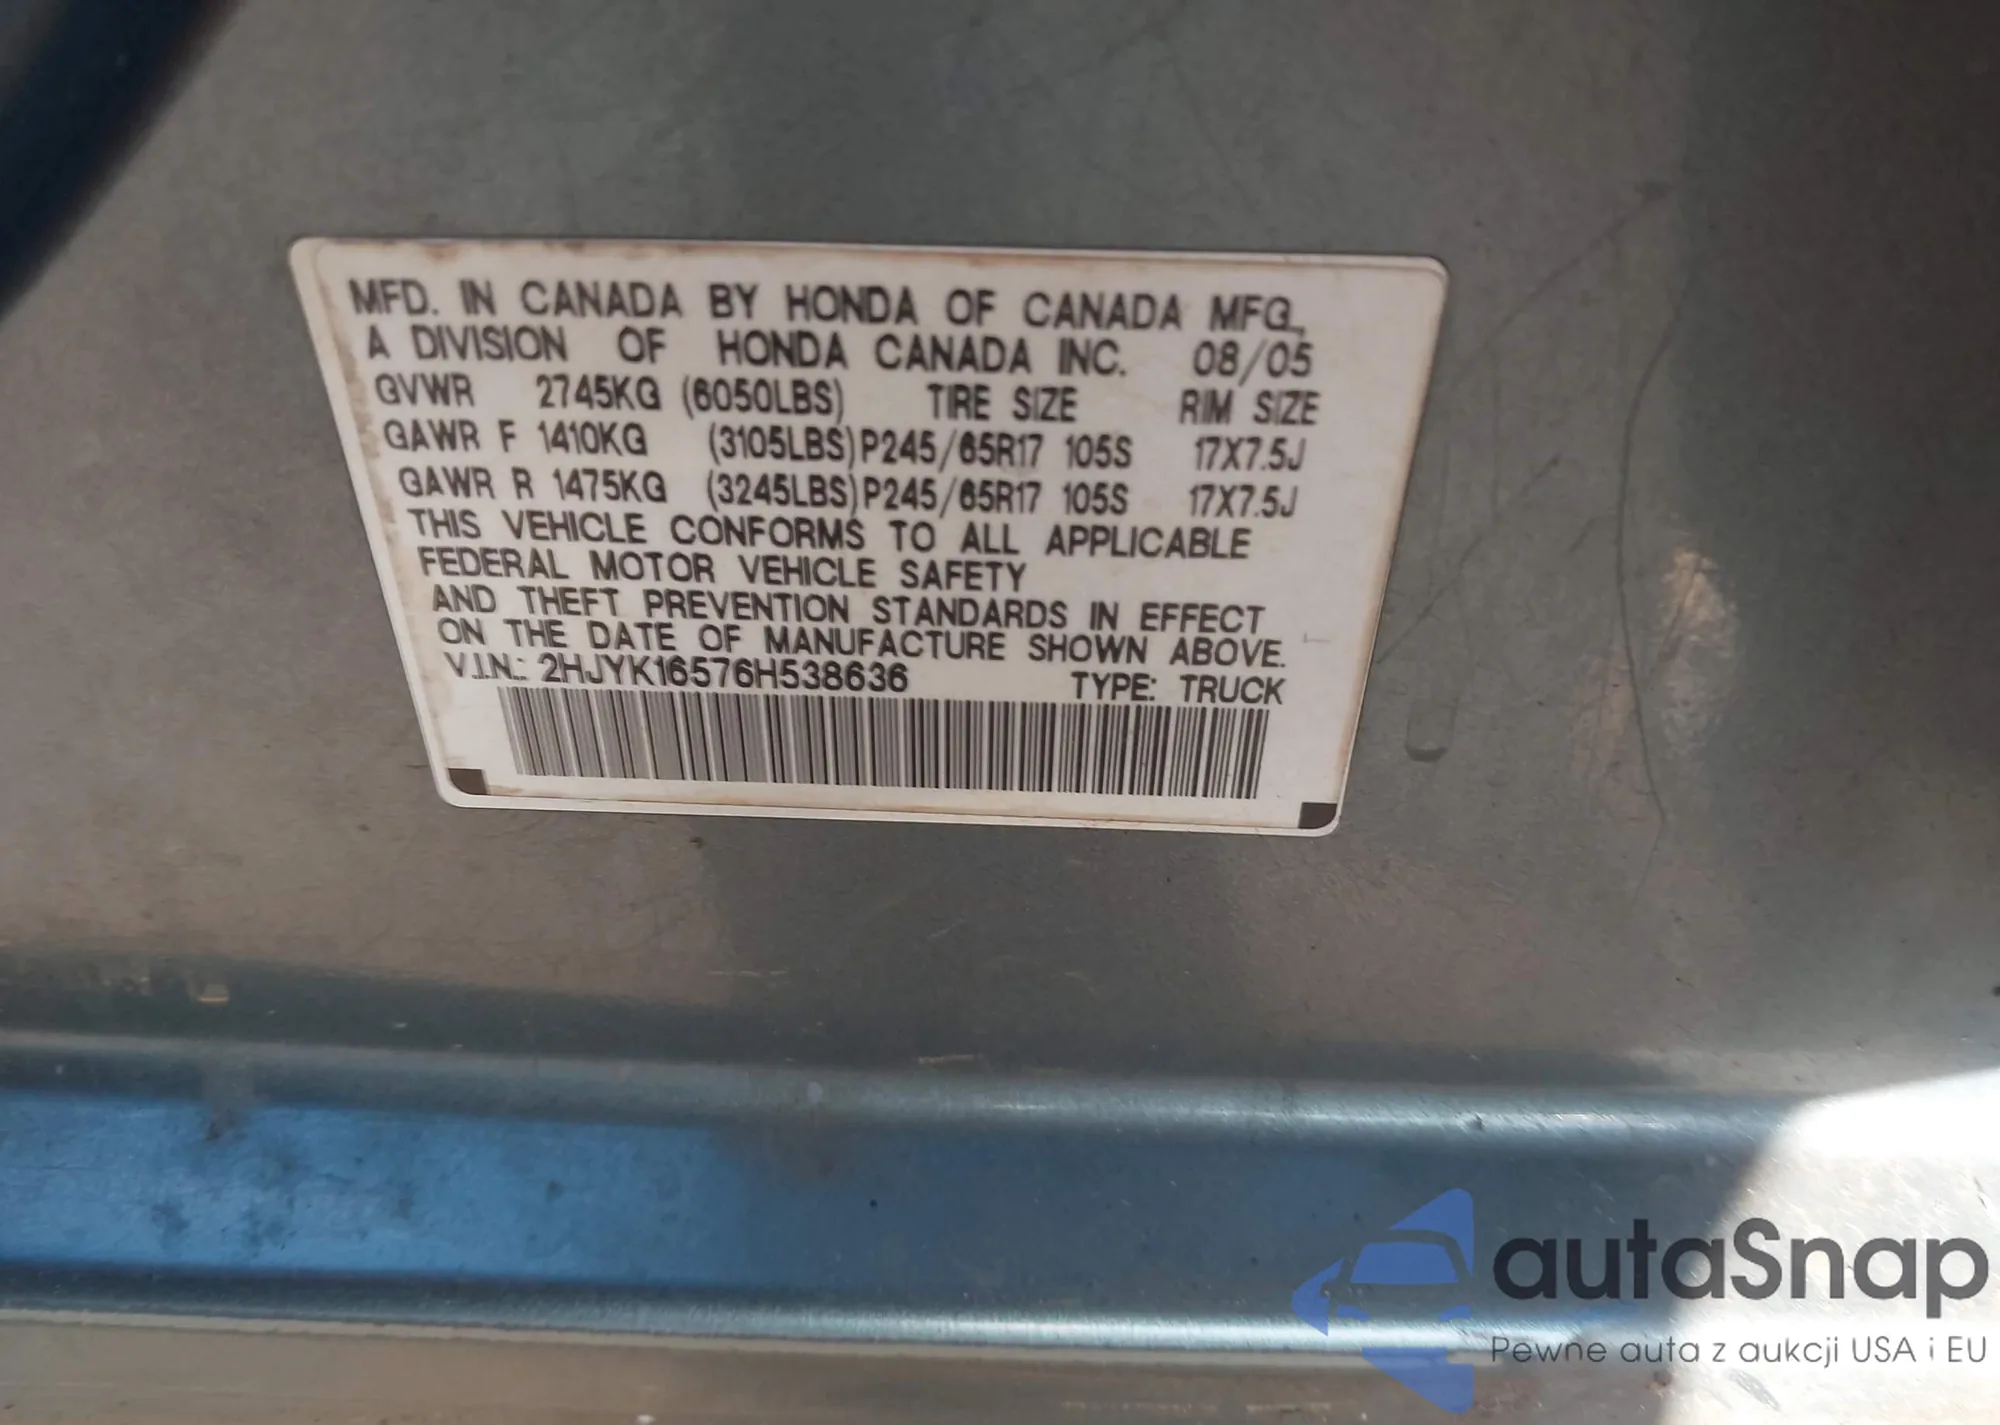 MFD. IN CANADA BY HONDA OF CANADA MFG.,
A DIVISION OF HONDA CANADA INC. 08/05
GVWR 2745KG (6050LBS) TIRE SIZE RIM SIZE
GAWR F 1410KG (3105LBS) P245/65R17 105S 17X7.5J
GAWR R 1475KG (3245LBS) P245/65R17 105S 17X7.5J
THIS VEHICLE CONFORMS TO ALL APPLICABLE
FEDERAL MOTOR VEHICLE SAFETY
AND THEFT PREVENTION STANDARDS IN EFFECT
ON THE DATE OF MANUFACTURE SHOWN ABOVE.
V.I.N.: 2HJYK16576H538636 TYPE: TRUCK
autaSnap
Pewne auta z aukcji USA i EU